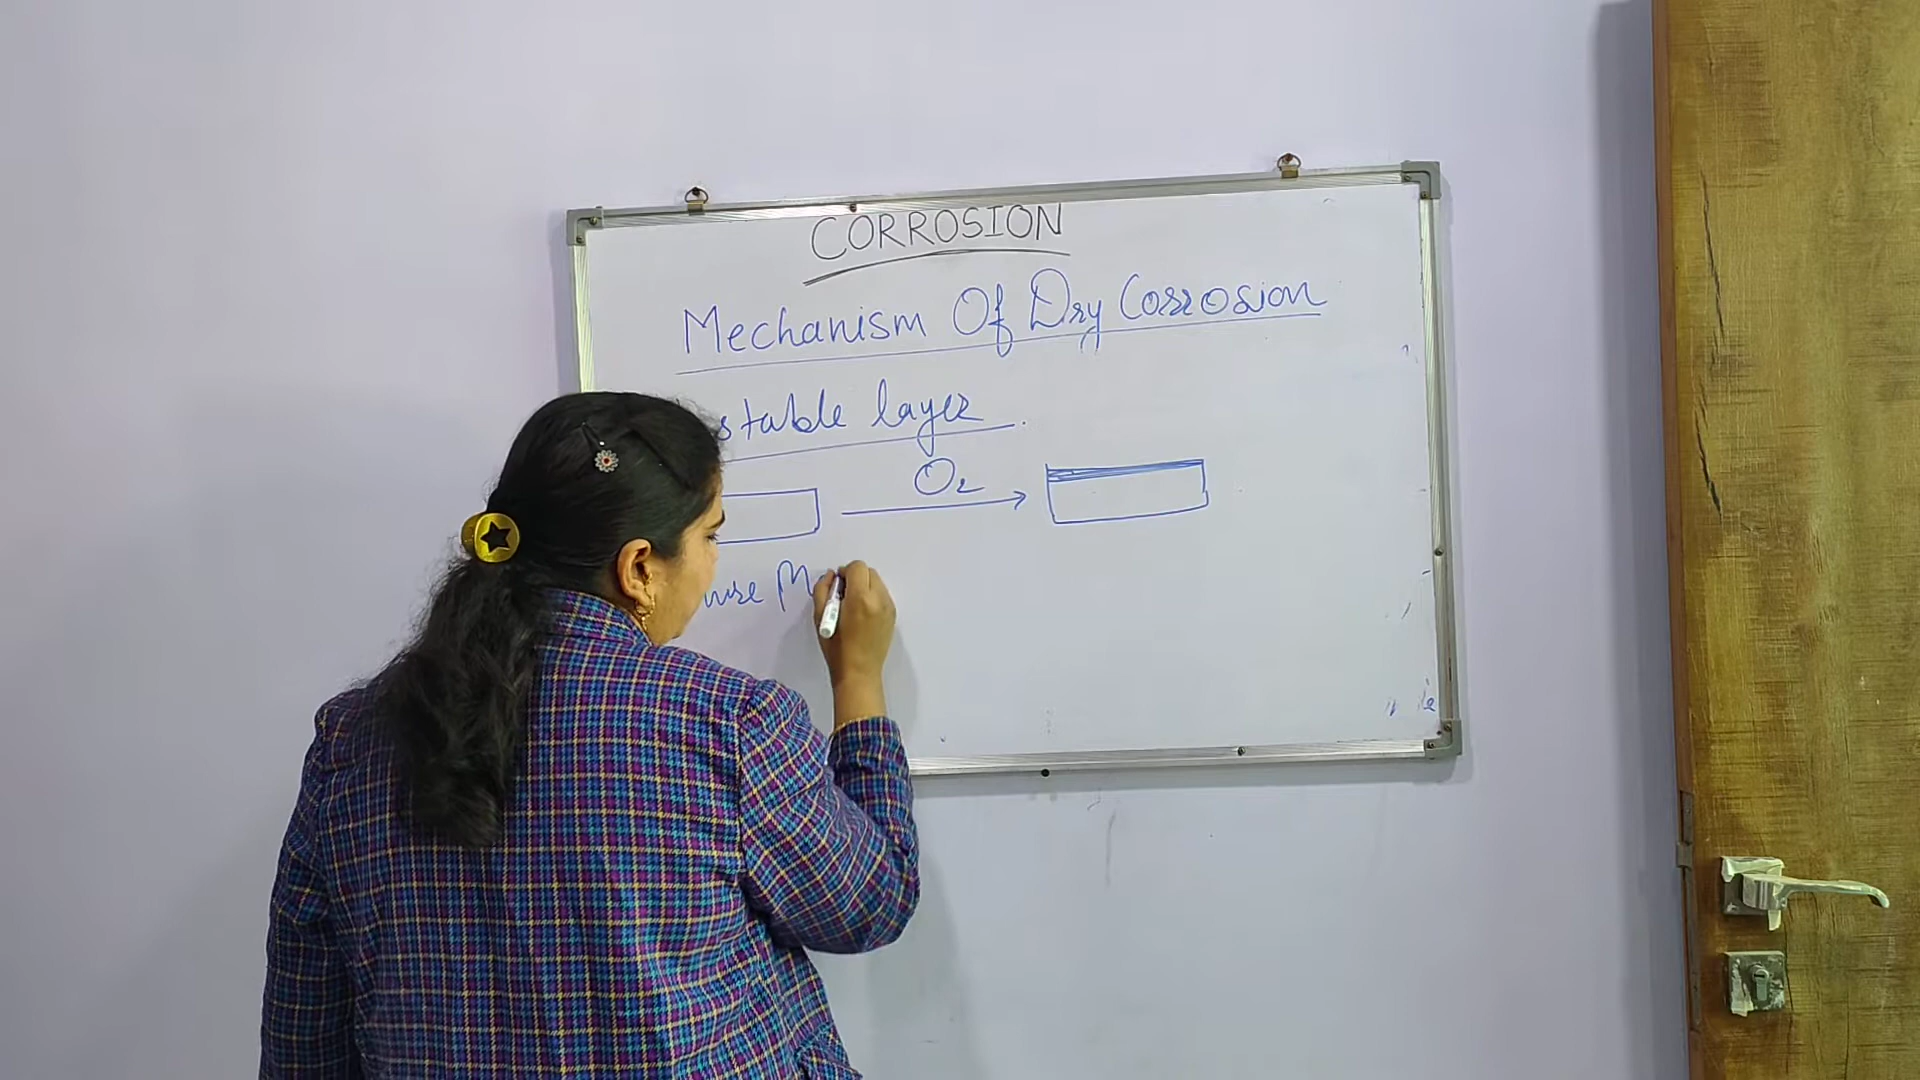 CORROSION
Mechanism Of Dry Corrosion
stable layer.
O₂